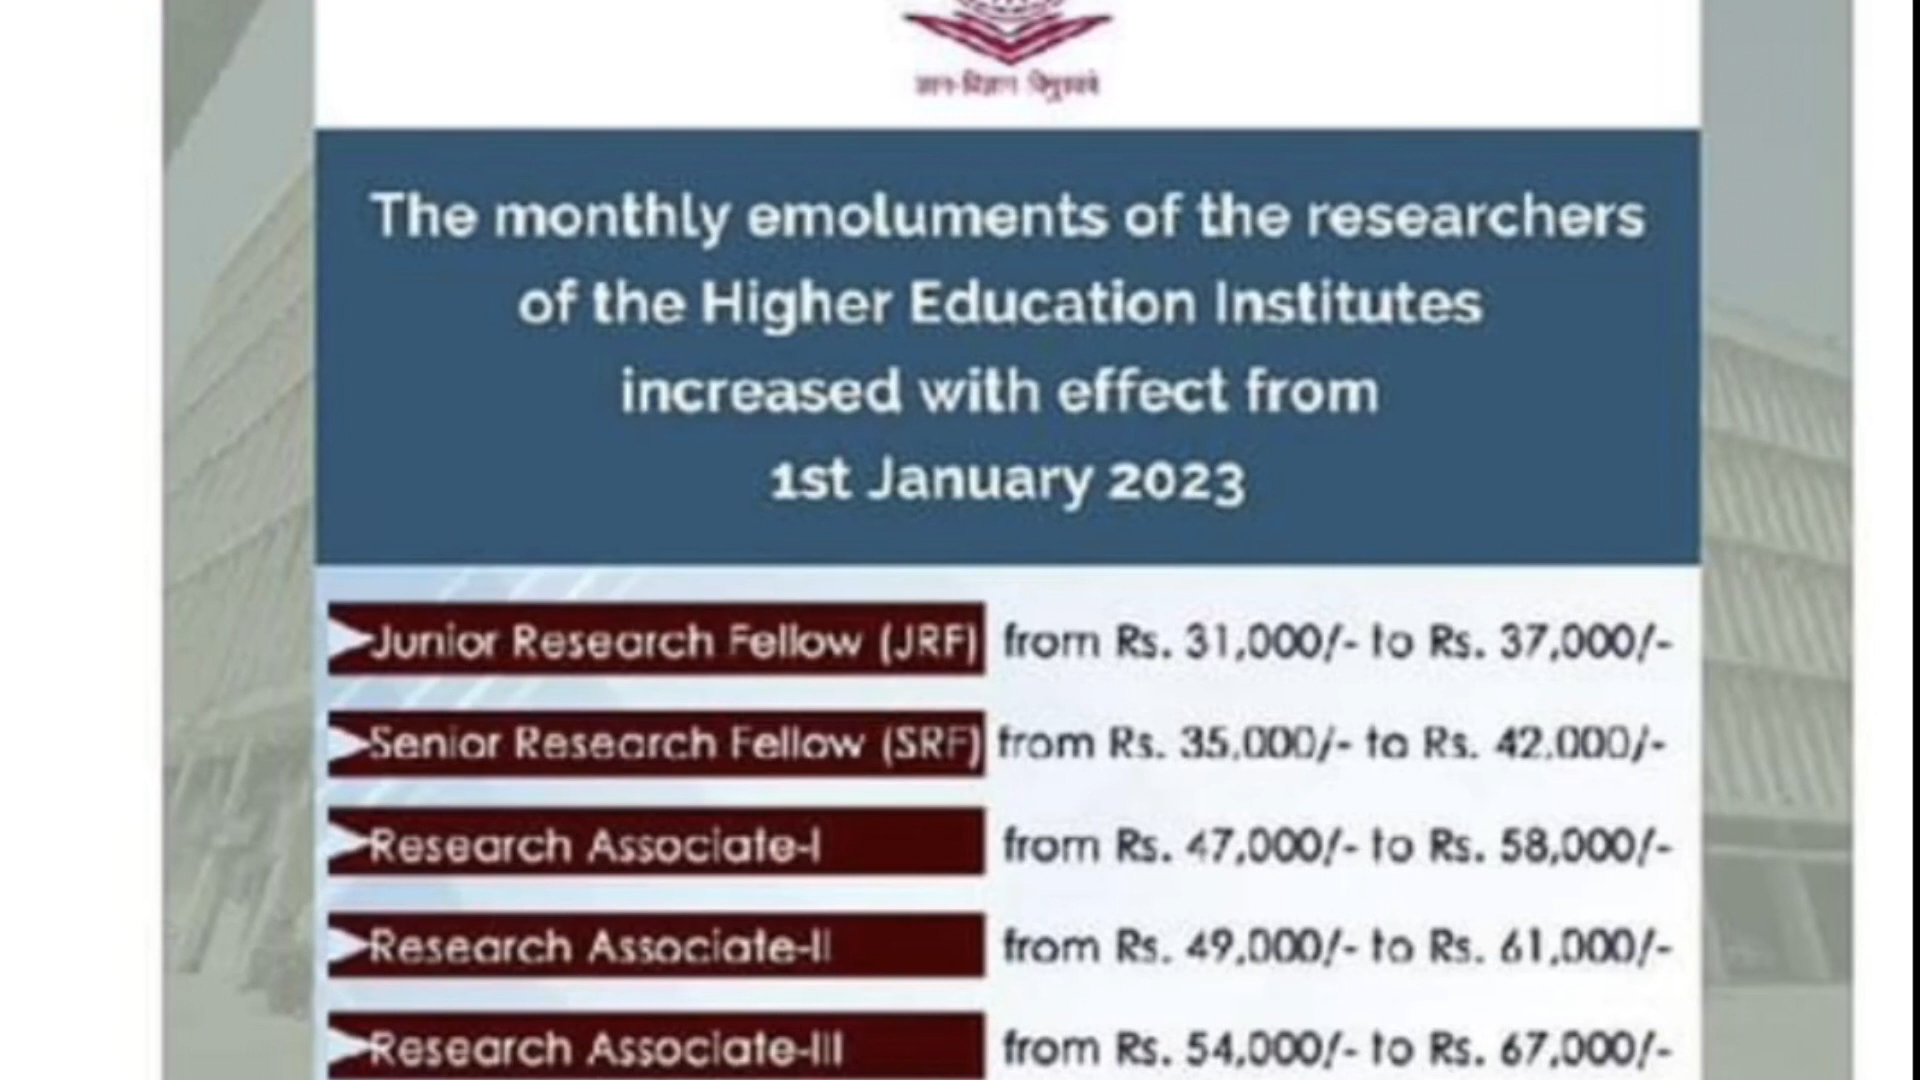 ज्ञान-विज्ञान विमुक्तये
The monthly emoluments of the researchers
of the Higher Education Institutes
increased with effect from
1st January 2023
Junior Research Fellow (JRF) from Rs. 31,000/- to Rs. 37,000/-
Senior Research Fellow (SRF) from Rs. 35,000/- to Rs. 42,000/-
Research Associate-I from Rs. 47,000/- to Rs. 58,000/-
Research Associate-II from Rs. 49,000/- to Rs. 61,000/-
Research Associate-III from Rs. 54,000/- to Rs. 67,000/-